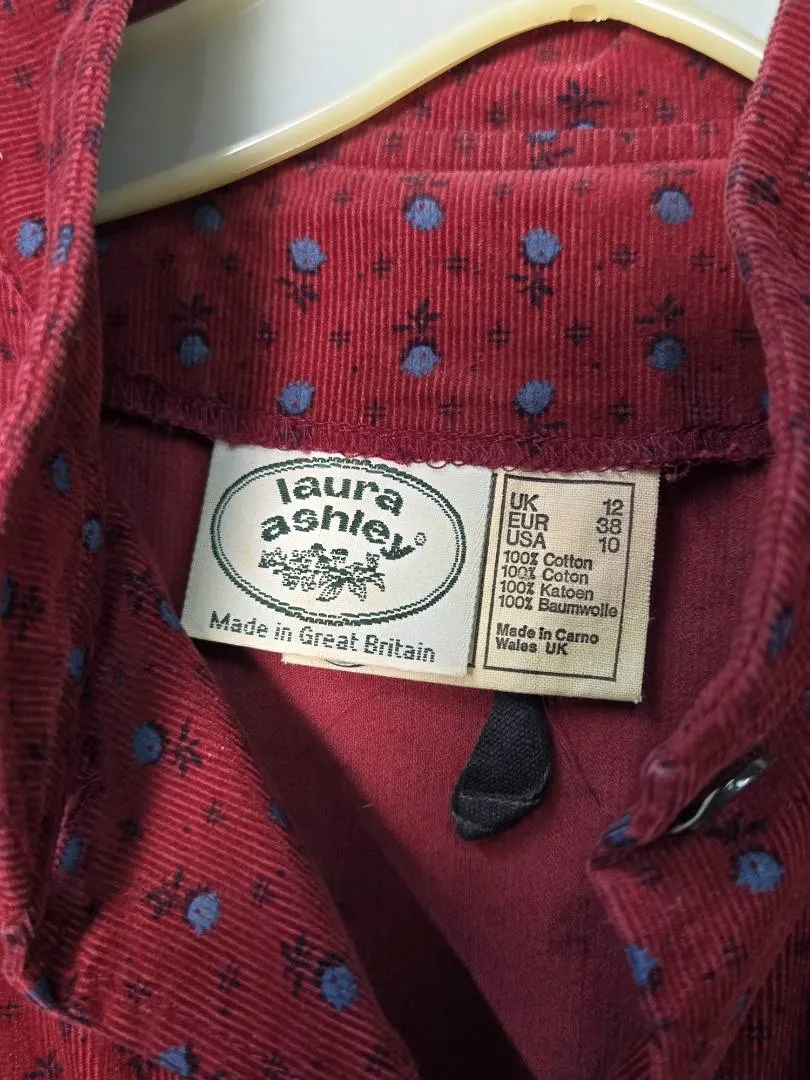 laura
ashley®
Made in Great Britain
UK 12
EUR 38
USA 10
100% Cotton
100% Coton
100% Katoen
100% Baumwolle
Made In Carno
Wales UK